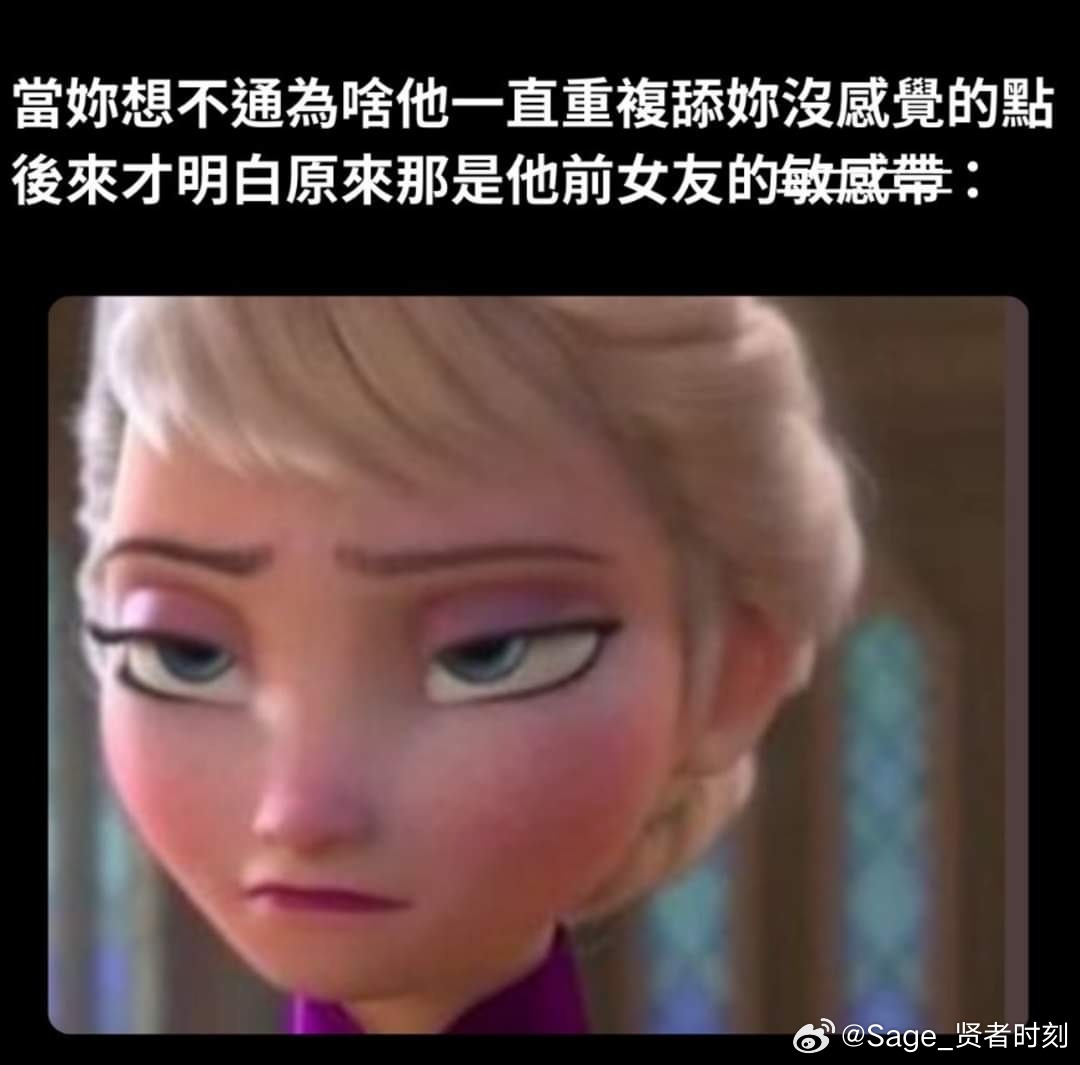 當妳想不通為啥他一直重複舔妳沒感覺的點
後來才明白原來那是他前女友的敏感帶：
@Sage_贤者时刻